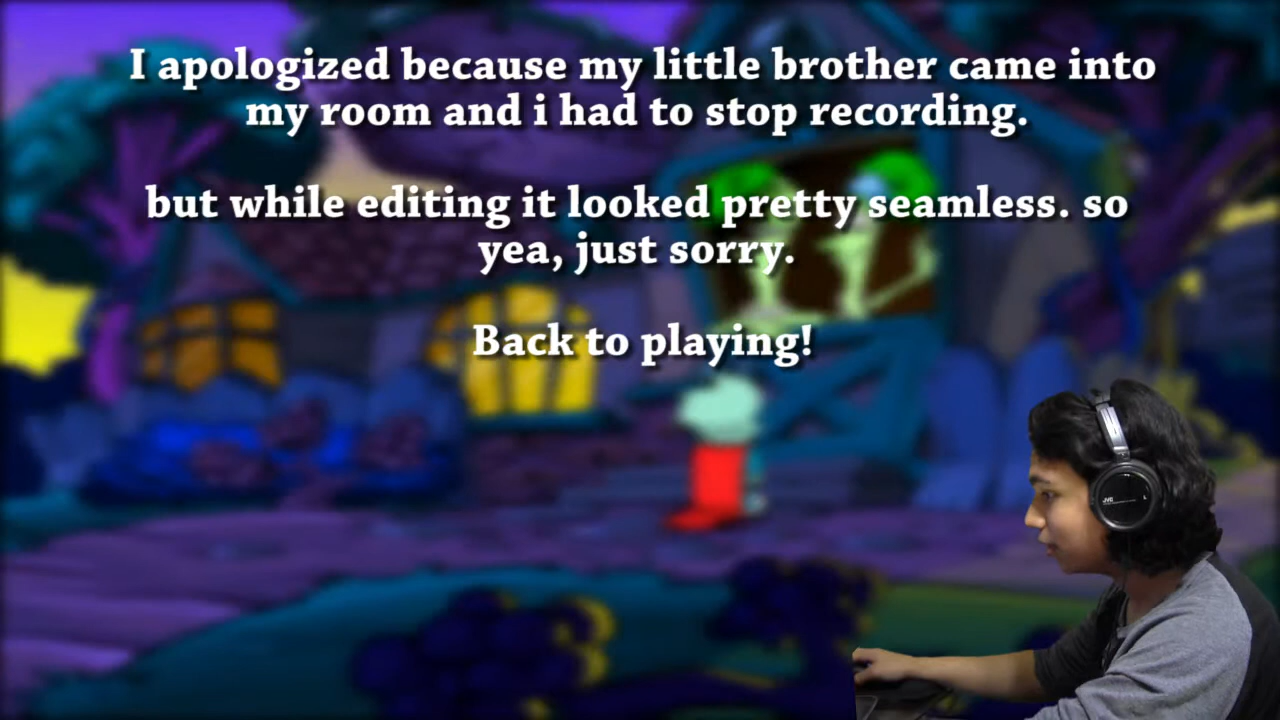 I apologized because my little brother came into
my room and i had to stop recording.
but while editing it looked pretty seamless. so
yea, just sorry.
Back to playing!
JVC
L